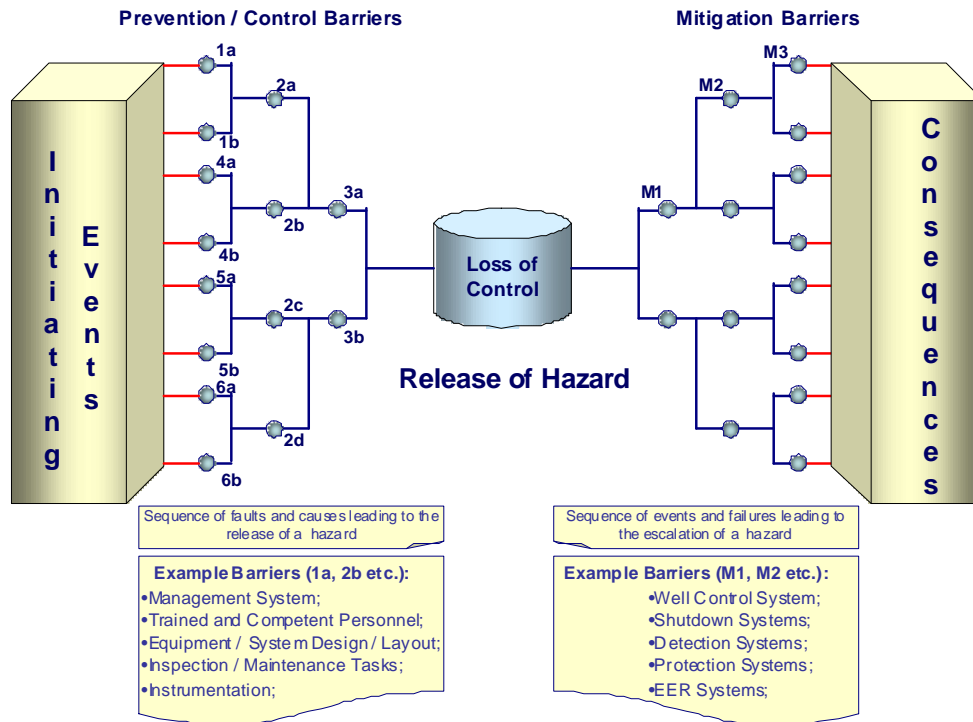 Prevention / Control Barriers
Mitigation Barriers
1a
2a
1b
4a
3a
2b
4b
5a
2c
3b
5b
6a
2d
6b
M3
M2
M1
Initiating
Events
Loss of
Control
Release of Hazard
Consequences
Sequence of faults and causes leading to the
release of a hazard
Example Barriers (1a, 2b etc.):
•Management System;
•Trained and Competent Personnel;
•Equipment / System Design / Layout;
•Inspection / Maintenance Tasks;
•Instrumentation;
Sequence of events and failures leading to
the escalation of a hazard
Example Barriers (M1, M2 etc.):
•Well Control System;
•Shutdown Systems;
•Detection Systems;
•Protection Systems;
•EER Systems;